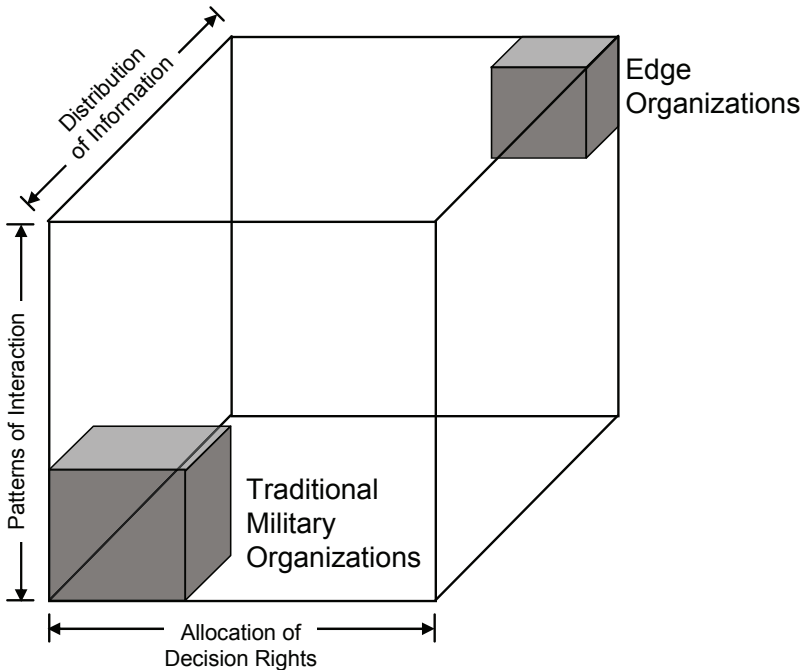 Distribution
of Information
Edge
Organizations
Patterns of Interaction
Traditional
Military
Organizations
Allocation of
Decision Rights